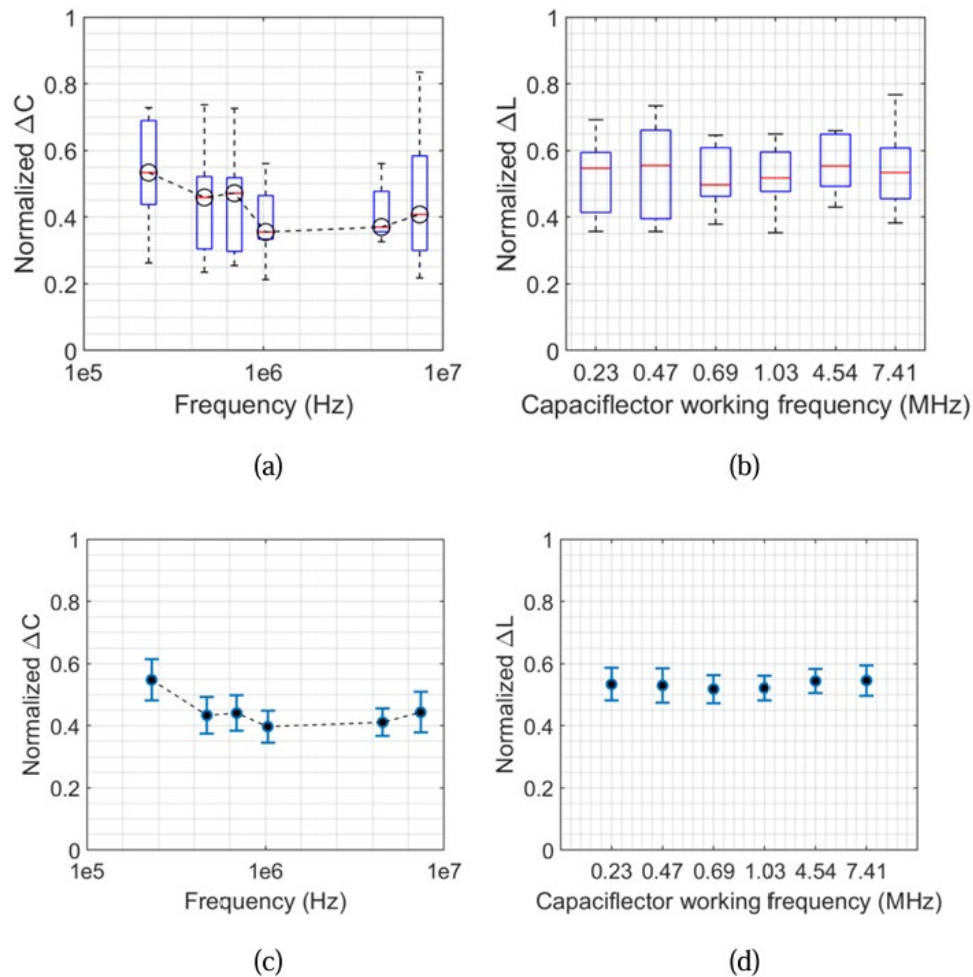 1
0.8
0.6
0.4
0.2
0
Normalized ΔC
1e5
1e6
1e7
Frequency (Hz)
(a)
1
0.8
0.6
0.4
0.2
0
Normalized ΔL
0.23 0.47 0.69 1.03 4.54 7.41
Capaciflector working frequency (MHz)
(b)
1
0.8
0.6
0.4
0.2
0
Normalized ΔC
1e5
1e6
1e7
Frequency (Hz)
(c)
1
0.8
0.6
0.4
0.2
0
Normalized ΔL
0.23 0.47 0.69 1.03 4.54 7.41
Capaciflector working frequency (MHz)
(d)